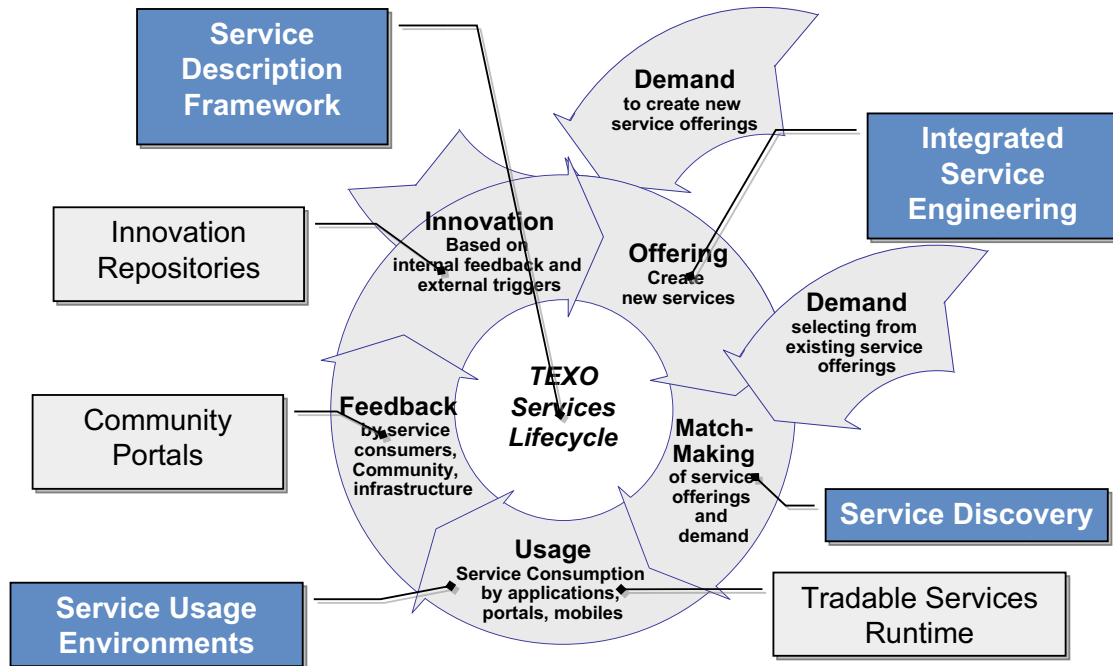 Service
Description
Framework
Demand
to create new
service offerings
Integrated
Service
Engineering
Innovation
Repositories
Innovation
Based on
internal feedback and
external triggers
Offering
Create
new services
Demand
selecting from
existing service
offerings
TEXO
Services
Lifecycle
Community
Portals
Feedback
by service
consumers,
Community,
infrastructure
Match-
Making
of service
offerings
and
demand
Service Discovery
Usage
Service Consumption
by applications,
portals, mobiles
Service Usage
Environments
Tradable Services
Runtime